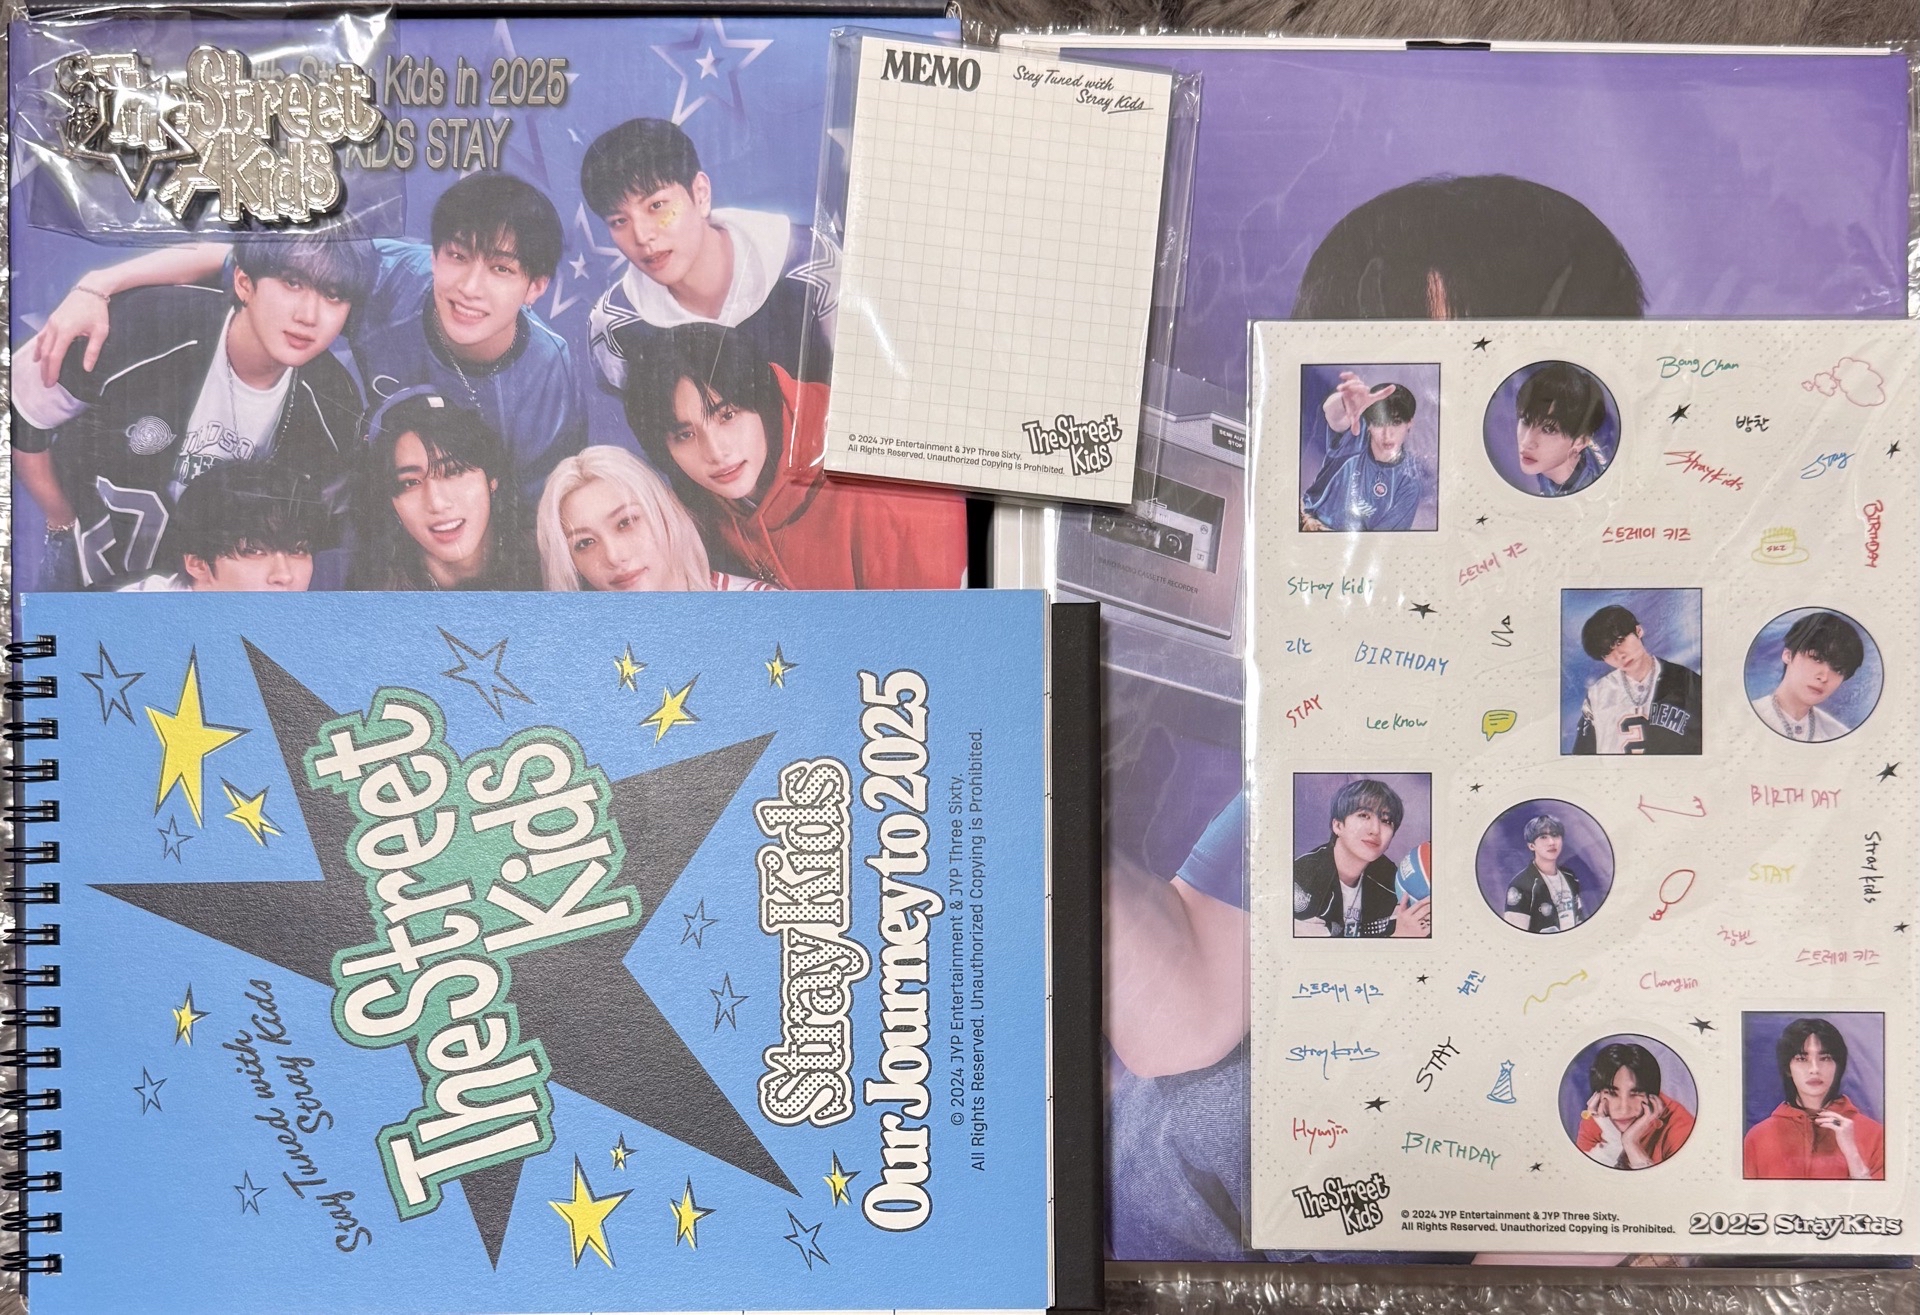 The Street
Kids
Kids in 2025
KIDS STAY
MEMO
Stay Tuned with
Stray Kids
© 2024 JYP Entertainment & JYP Three Sixty.
All Rights Reserved. Unauthorized Copying is Prohibited.
The Street
Kids
Stay Tuned with
Stray Kids
The Street
Kids
Stray Kids
Our Journey to 2025
© 2024 JYP Entertainment & JYP Three Sixty.
All Rights Reserved. Unauthorized Copying is Prohibited.
CASSETTE RECORDER
Bang Chan
방찬
Stray Kids
STAY
BIRTHDAY
스트레이 키즈
SKZ
스트레이 키즈
Stray Kids
리노
BIRTHDAY
STAY
Lee Know
2
BIRTHDAY
STAY
Stray Kids
창빈
스트레이 키즈
Changbin
스트레이 키즈
현진
Stray Kids
STAY
Hyunjin
BIRTHDAY
The Street
Kids
© 2024 JYP Entertainment & JYP Three Sixty.
All Rights Reserved. Unauthorized Copying is Prohibited.
2025 Stray Kids